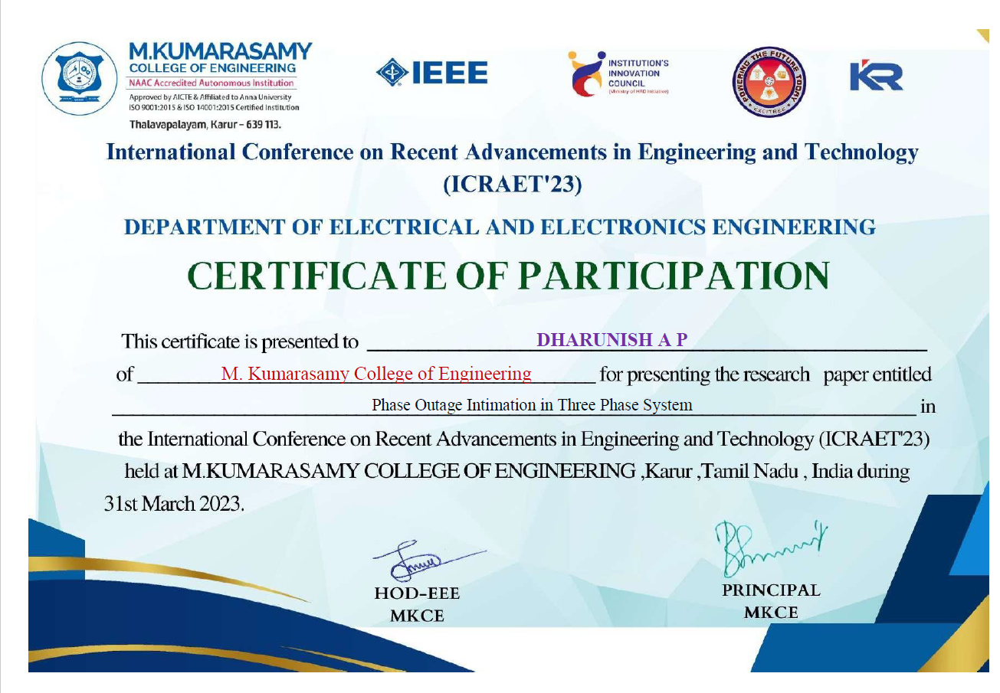 M.KUMARASAMY
COLLEGE OF ENGINEERING
NAAC Accredited Autonomous Institution
Approved by AICTE & Affiliated to Anna University
ISO 9001:2015 & ISO 14001:2015 Certified Institution
Thalavapalayam, Karur – 639 113.
IEEE
INSTITUTION'S
INNOVATION
COUNCIL
(Ministry of HRD Initiative)
POWERING THE FUTURE TODAY
EXCITREE
KR
International Conference on Recent Advancements in Engineering and Technology
(ICRAET'23)
DEPARTMENT OF ELECTRICAL AND ELECTRONICS ENGINEERING
CERTIFICATE OF PARTICIPATION
This certificate is presented to DHARUNISH A P
of M. Kumarasamy College of Engineering for presenting the research paper entitled
Phase Outage Intimation in Three Phase System in
the International Conference on Recent Advancements in Engineering and Technology (ICRAET'23)
held at M.KUMARASAMY COLLEGE OF ENGINEERING ,Karur ,Tamil Nadu , India during
31st March 2023.
HOD-EEE
MKCE
PRINCIPAL
MKCE